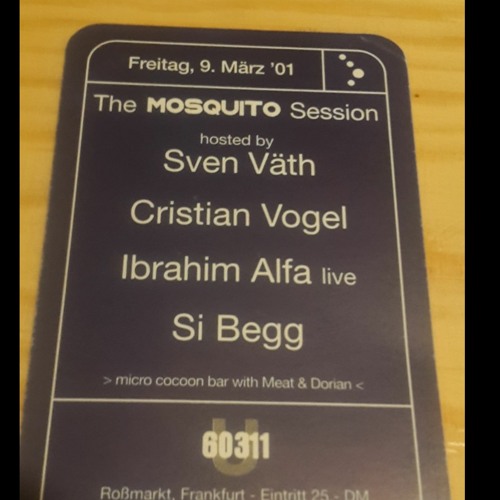 Freitag, 9. März '01
The MOSQUITO Session
hosted by
Sven Väth
Cristian Vogel
Ibrahim Alfa live
Si Begg
> micro cocoon bar with Meat & Dorian <
U
60311
Roßmarkt, Frankfurt - Eintritt 25 - DM